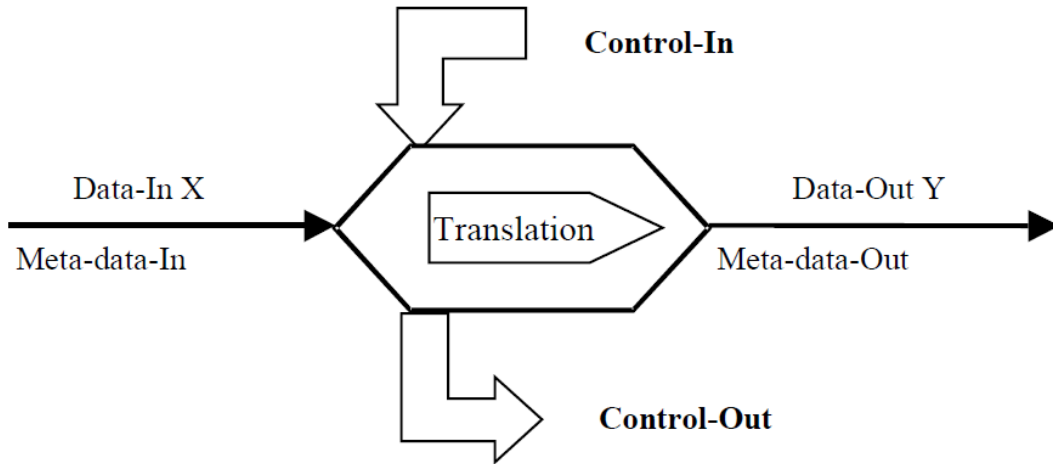 Control-In
Data-In X
Data-Out Y
Translation
Meta-data-In
Meta-data-Out
Control-Out